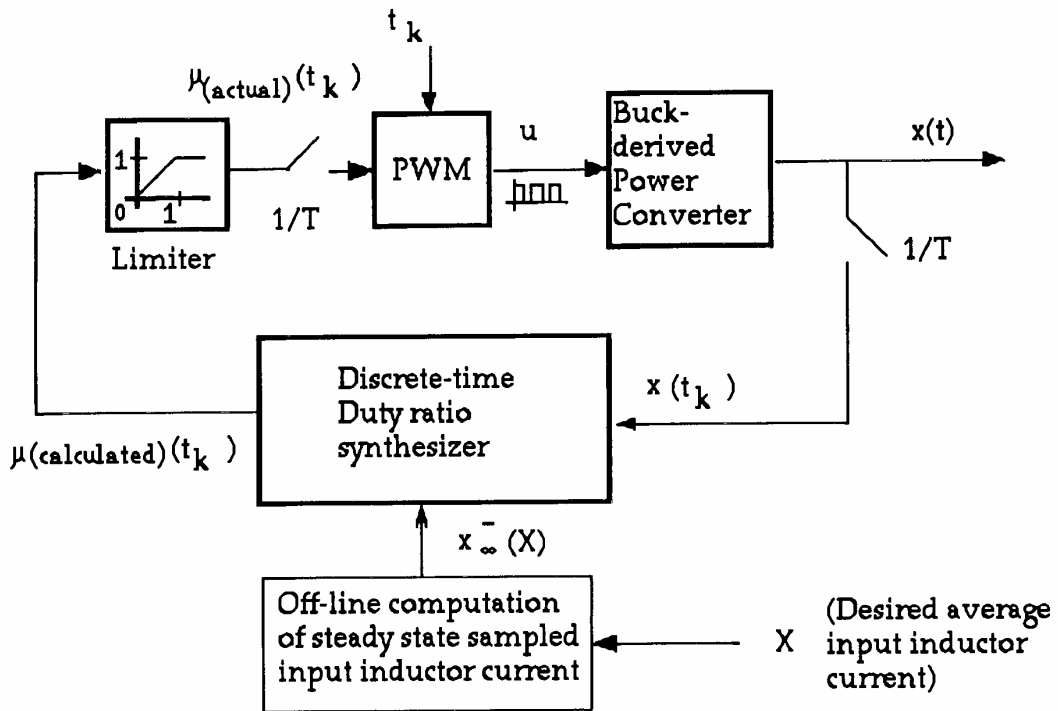 t k
μ(actual)(t k )
1
0
1
Limiter
1/T
PWM
u
Buck-
derived
Power
Converter
x(t)
1/T
Discrete-time
Duty ratio
synthesizer
x (t k )
μ(calculated)(t k )
x ∞ ‾ (X)
Off-line computation
of steady state sampled
input inductor current
X
(Desired average
input inductor
current)